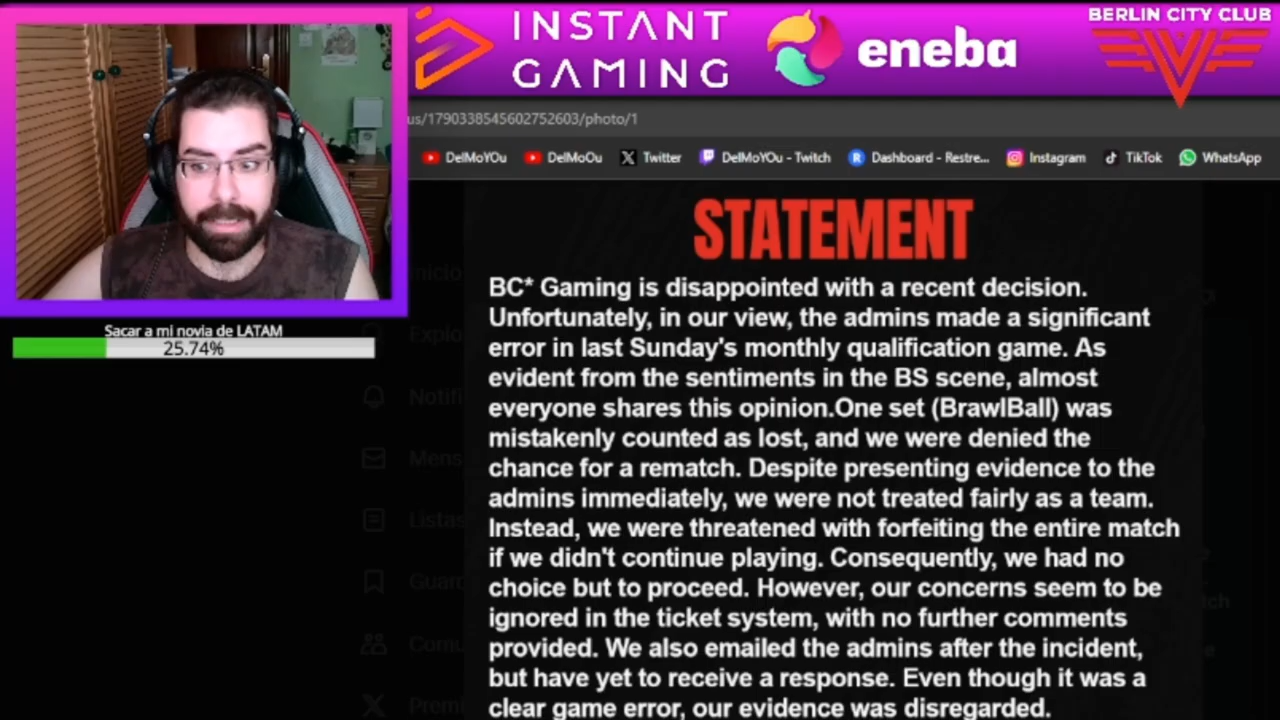 INSTANT
GAMING
eneba
BERLIN CITY CLUB
us/1790338545602752603/photo/1
DelMoYOu
DelMoOu
Twitter
DelMoYOu - Twitch
Dashboard - Restre...
Instagram
TikTok
WhatsApp
Sacar a mi novia de LATAM
25.74%
STATEMENT
BC* Gaming is disappointed with a recent decision.
Unfortunately, in our view, the admins made a significant
error in last Sunday's monthly qualification game. As
evident from the sentiments in the BS scene, almost
everyone shares this opinion.One set (BrawlBall) was
mistakenly counted as lost, and we were denied the
chance for a rematch. Despite presenting evidence to the
admins immediately, we were not treated fairly as a team.
Instead, we were threatened with forfeiting the entire match
if we didn't continue playing. Consequently, we had no
choice but to proceed. However, our concerns seem to be
ignored in the ticket system, with no further comments
provided. We also emailed the admins after the incident,
but have yet to receive a response. Even though it was a
clear game error, our evidence was disregarded.
Inicio
Explo
Notifi
Mens
Listas
Guard
Comu
Premi